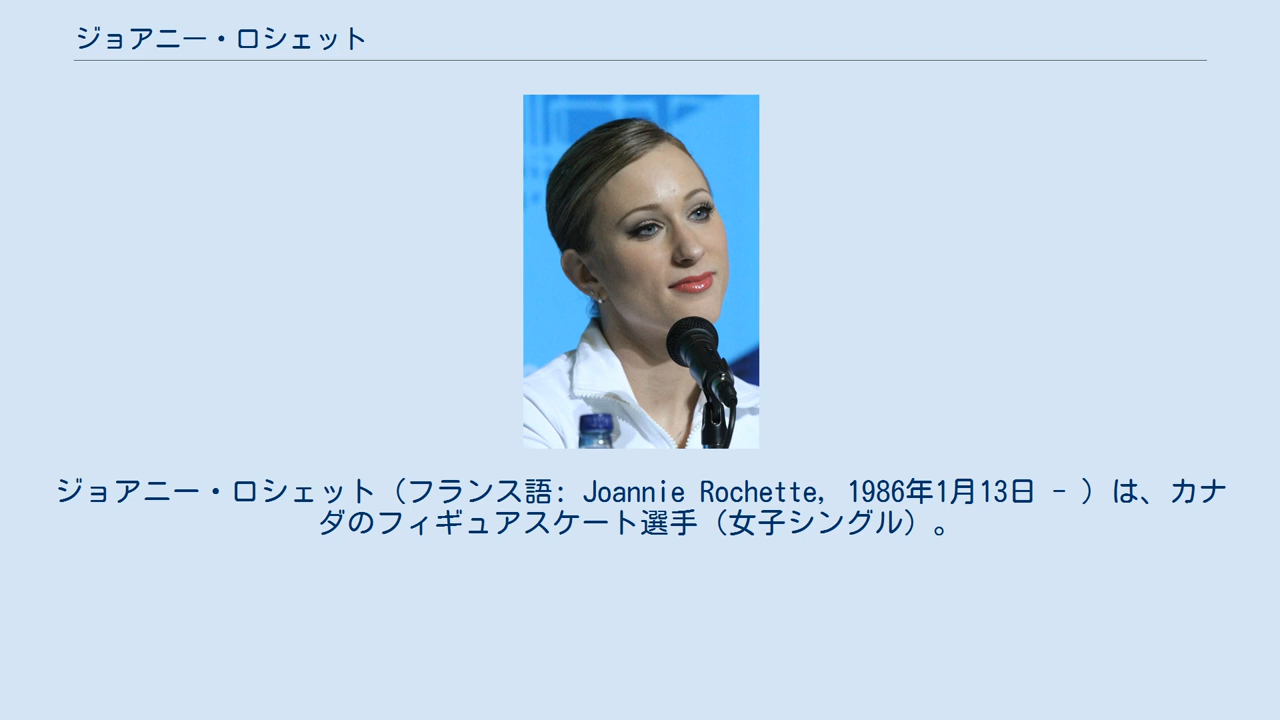 ジョアニー・ロシェット
ジョアニー・ロシェット（フランス語: Joannie Rochette, 1986年1月13日 - ）は、カナ
ダのフィギュアスケート選手（女子シングル）。